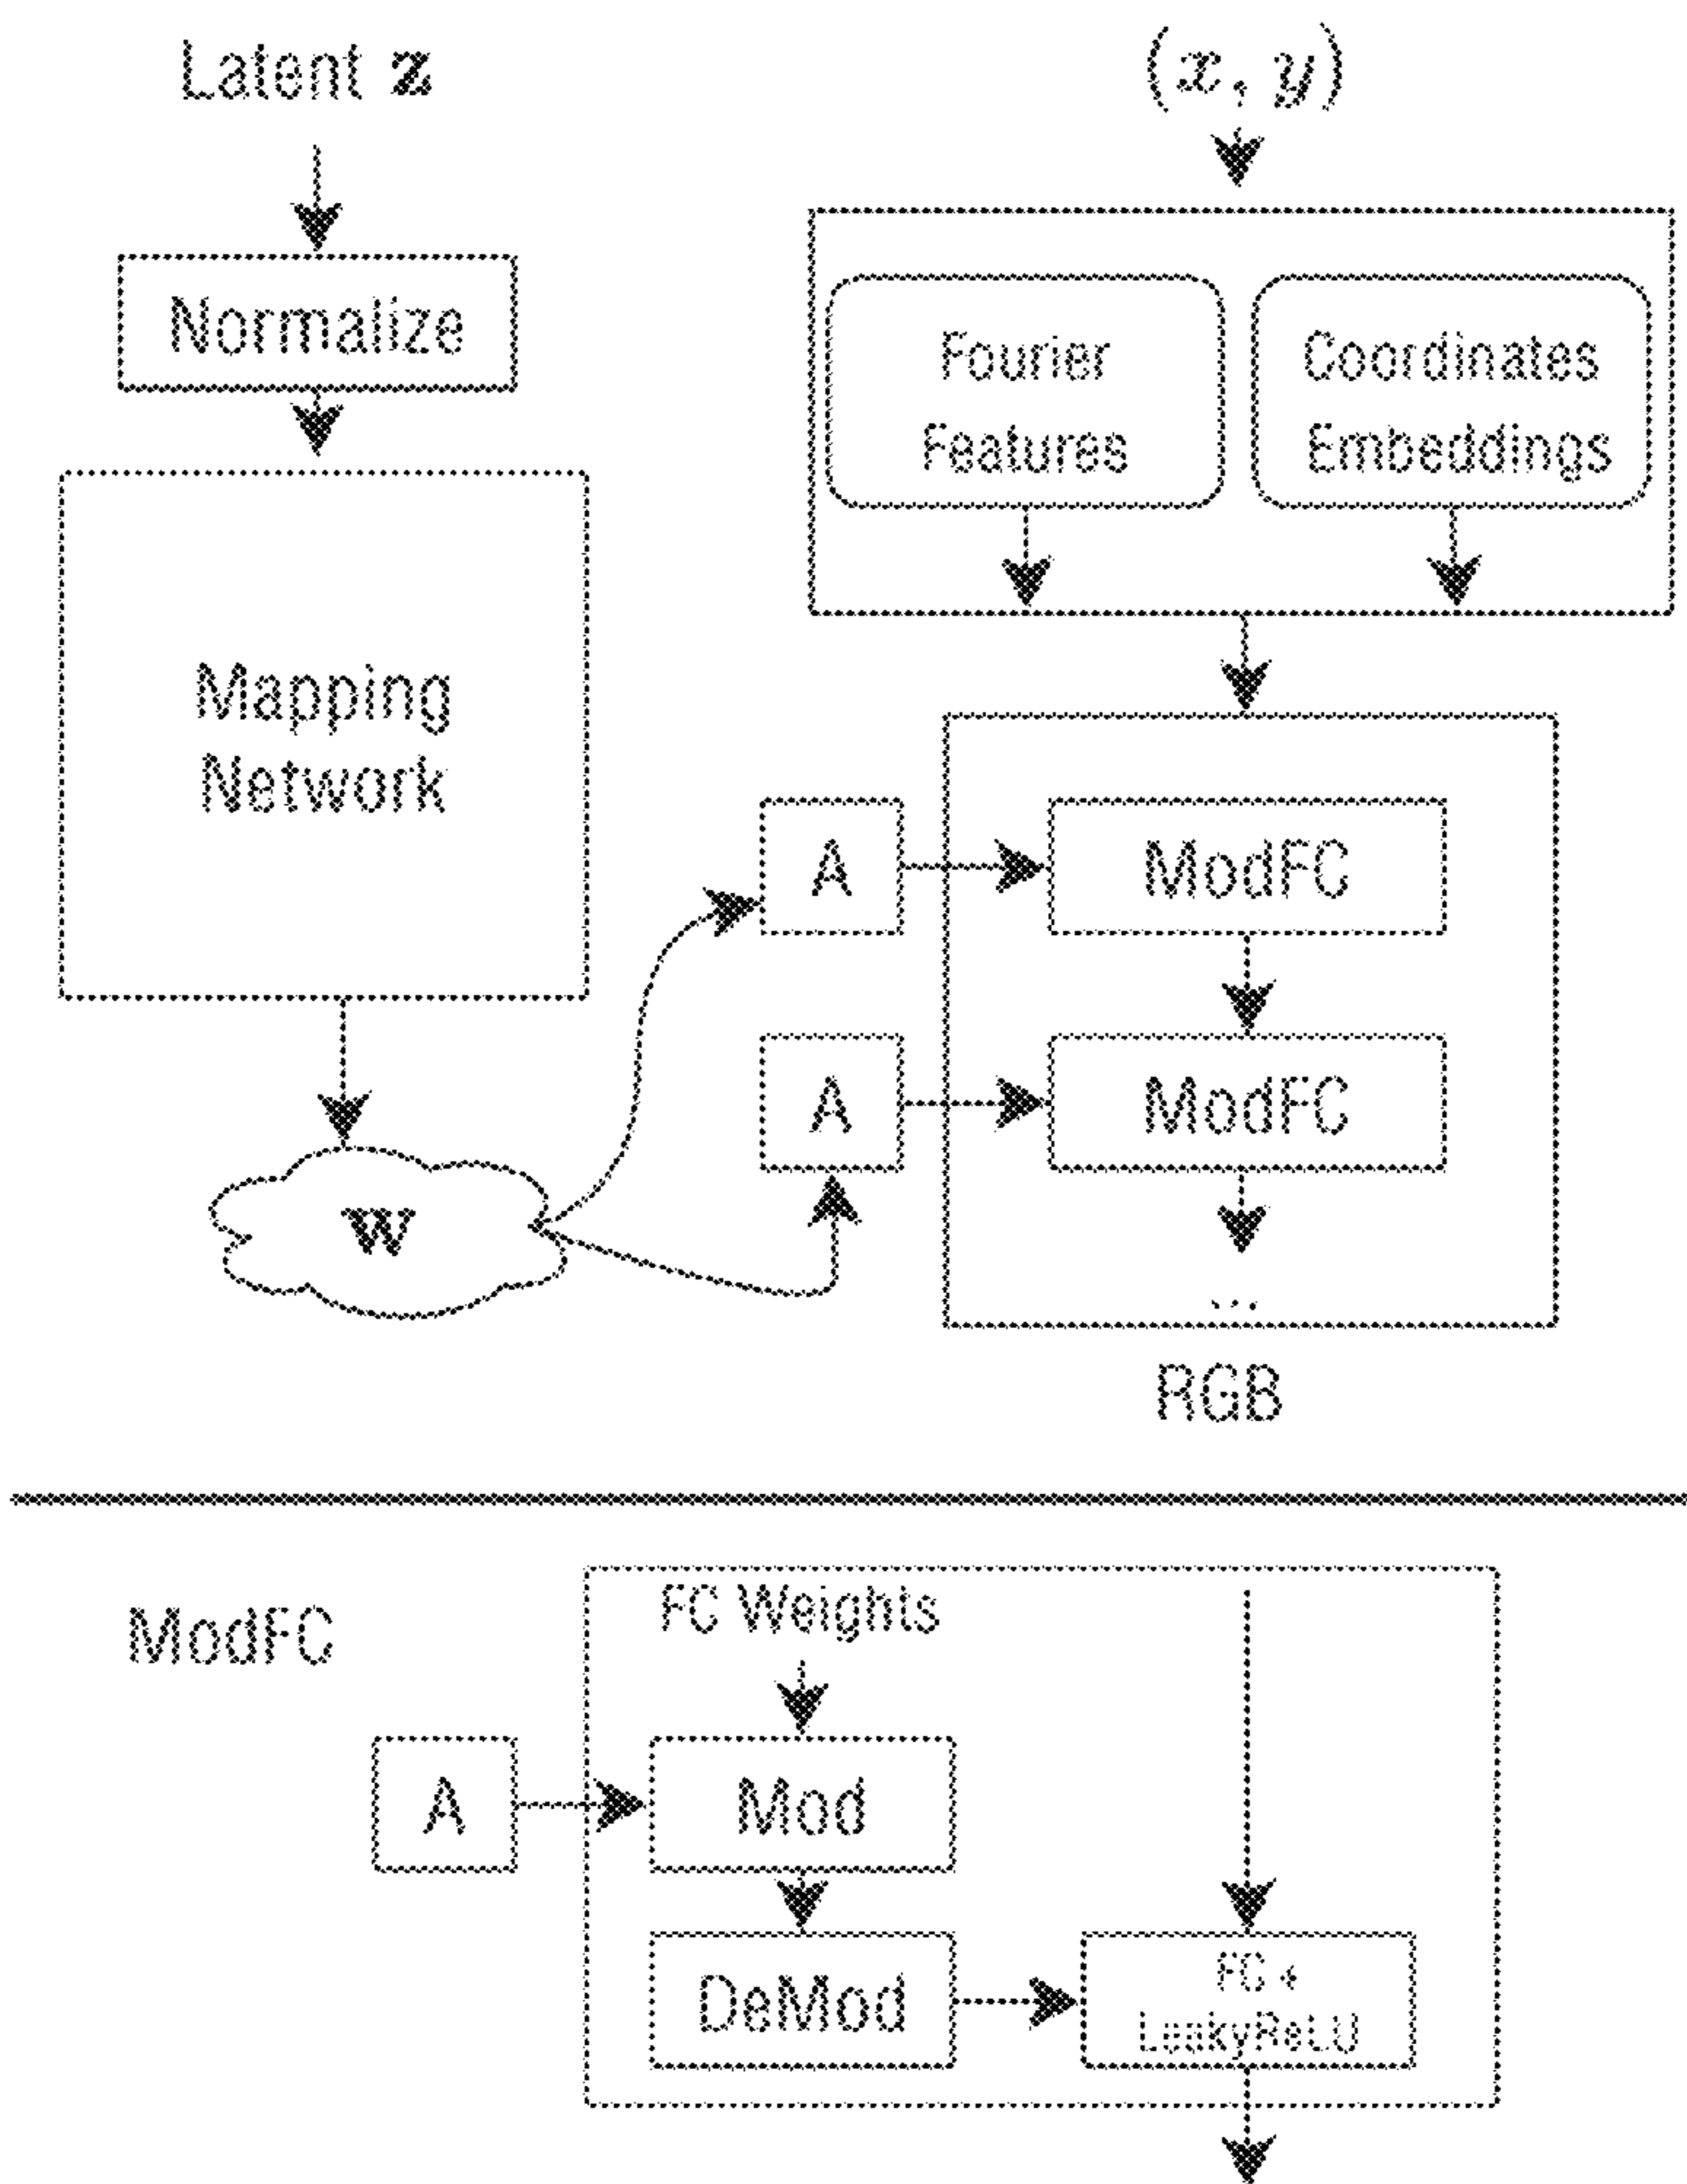 Latent z
(x, y)
Normalize
Fourier
Features
Coordinates
Embeddings
Mapping
Network
A
ModFC
A
ModFC
w
...
RGB
ModFC
FC Weights
A
Mod
DeMod
FC +
LeakyReLU